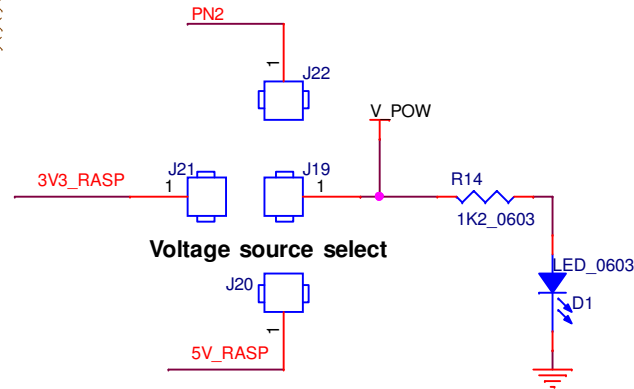 PN2
1
J22
V_POW
3V3_RASP
J21
1
J19
1
R14
1K2_0603
Voltage source select
LED_0603
D1
J20
1
5V_RASP